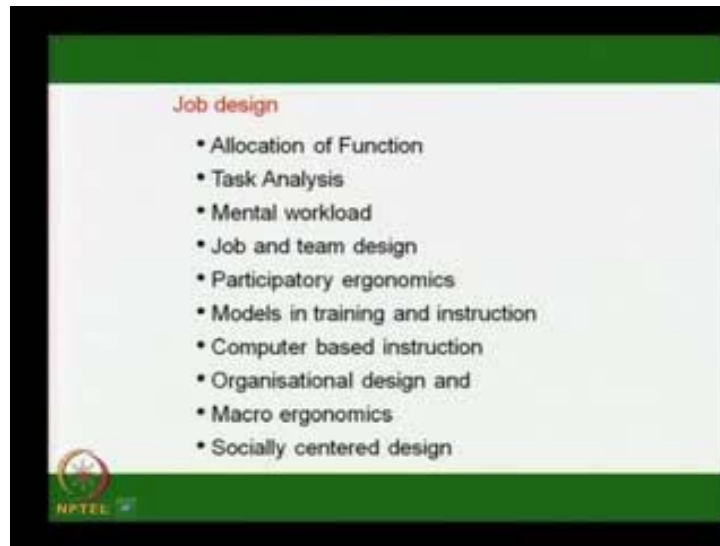 Job design
• Allocation of Function
• Task Analysis
• Mental workload
• Job and team design
• Participatory ergonomics
• Models in training and instruction
• Computer based instruction
• Organisational design and
• Macro ergonomics
• Socially centered design
NPTEL